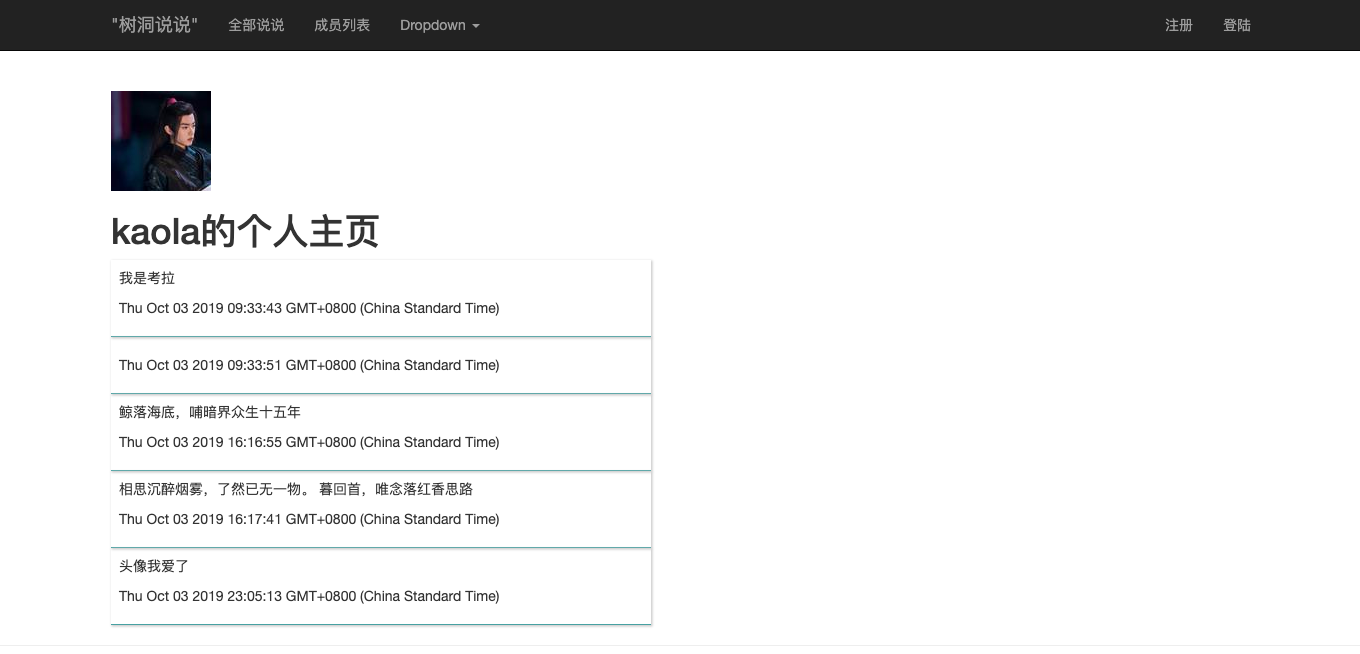 "树洞说说" 全部说说 成员列表 Dropdown 注册 登陆
kaola的个人主页
我是考拉
Thu Oct 03 2019 09:33:43 GMT+0800 (China Standard Time)
Thu Oct 03 2019 09:33:51 GMT+0800 (China Standard Time)
鲸落海底，哺暗界众生十五年
Thu Oct 03 2019 16:16:55 GMT+0800 (China Standard Time)
相思沉醉烟雾，了然已无一物。 暮回首，唯念落红香思路
Thu Oct 03 2019 16:17:41 GMT+0800 (China Standard Time)
头像我爱了
Thu Oct 03 2019 23:05:13 GMT+0800 (China Standard Time)